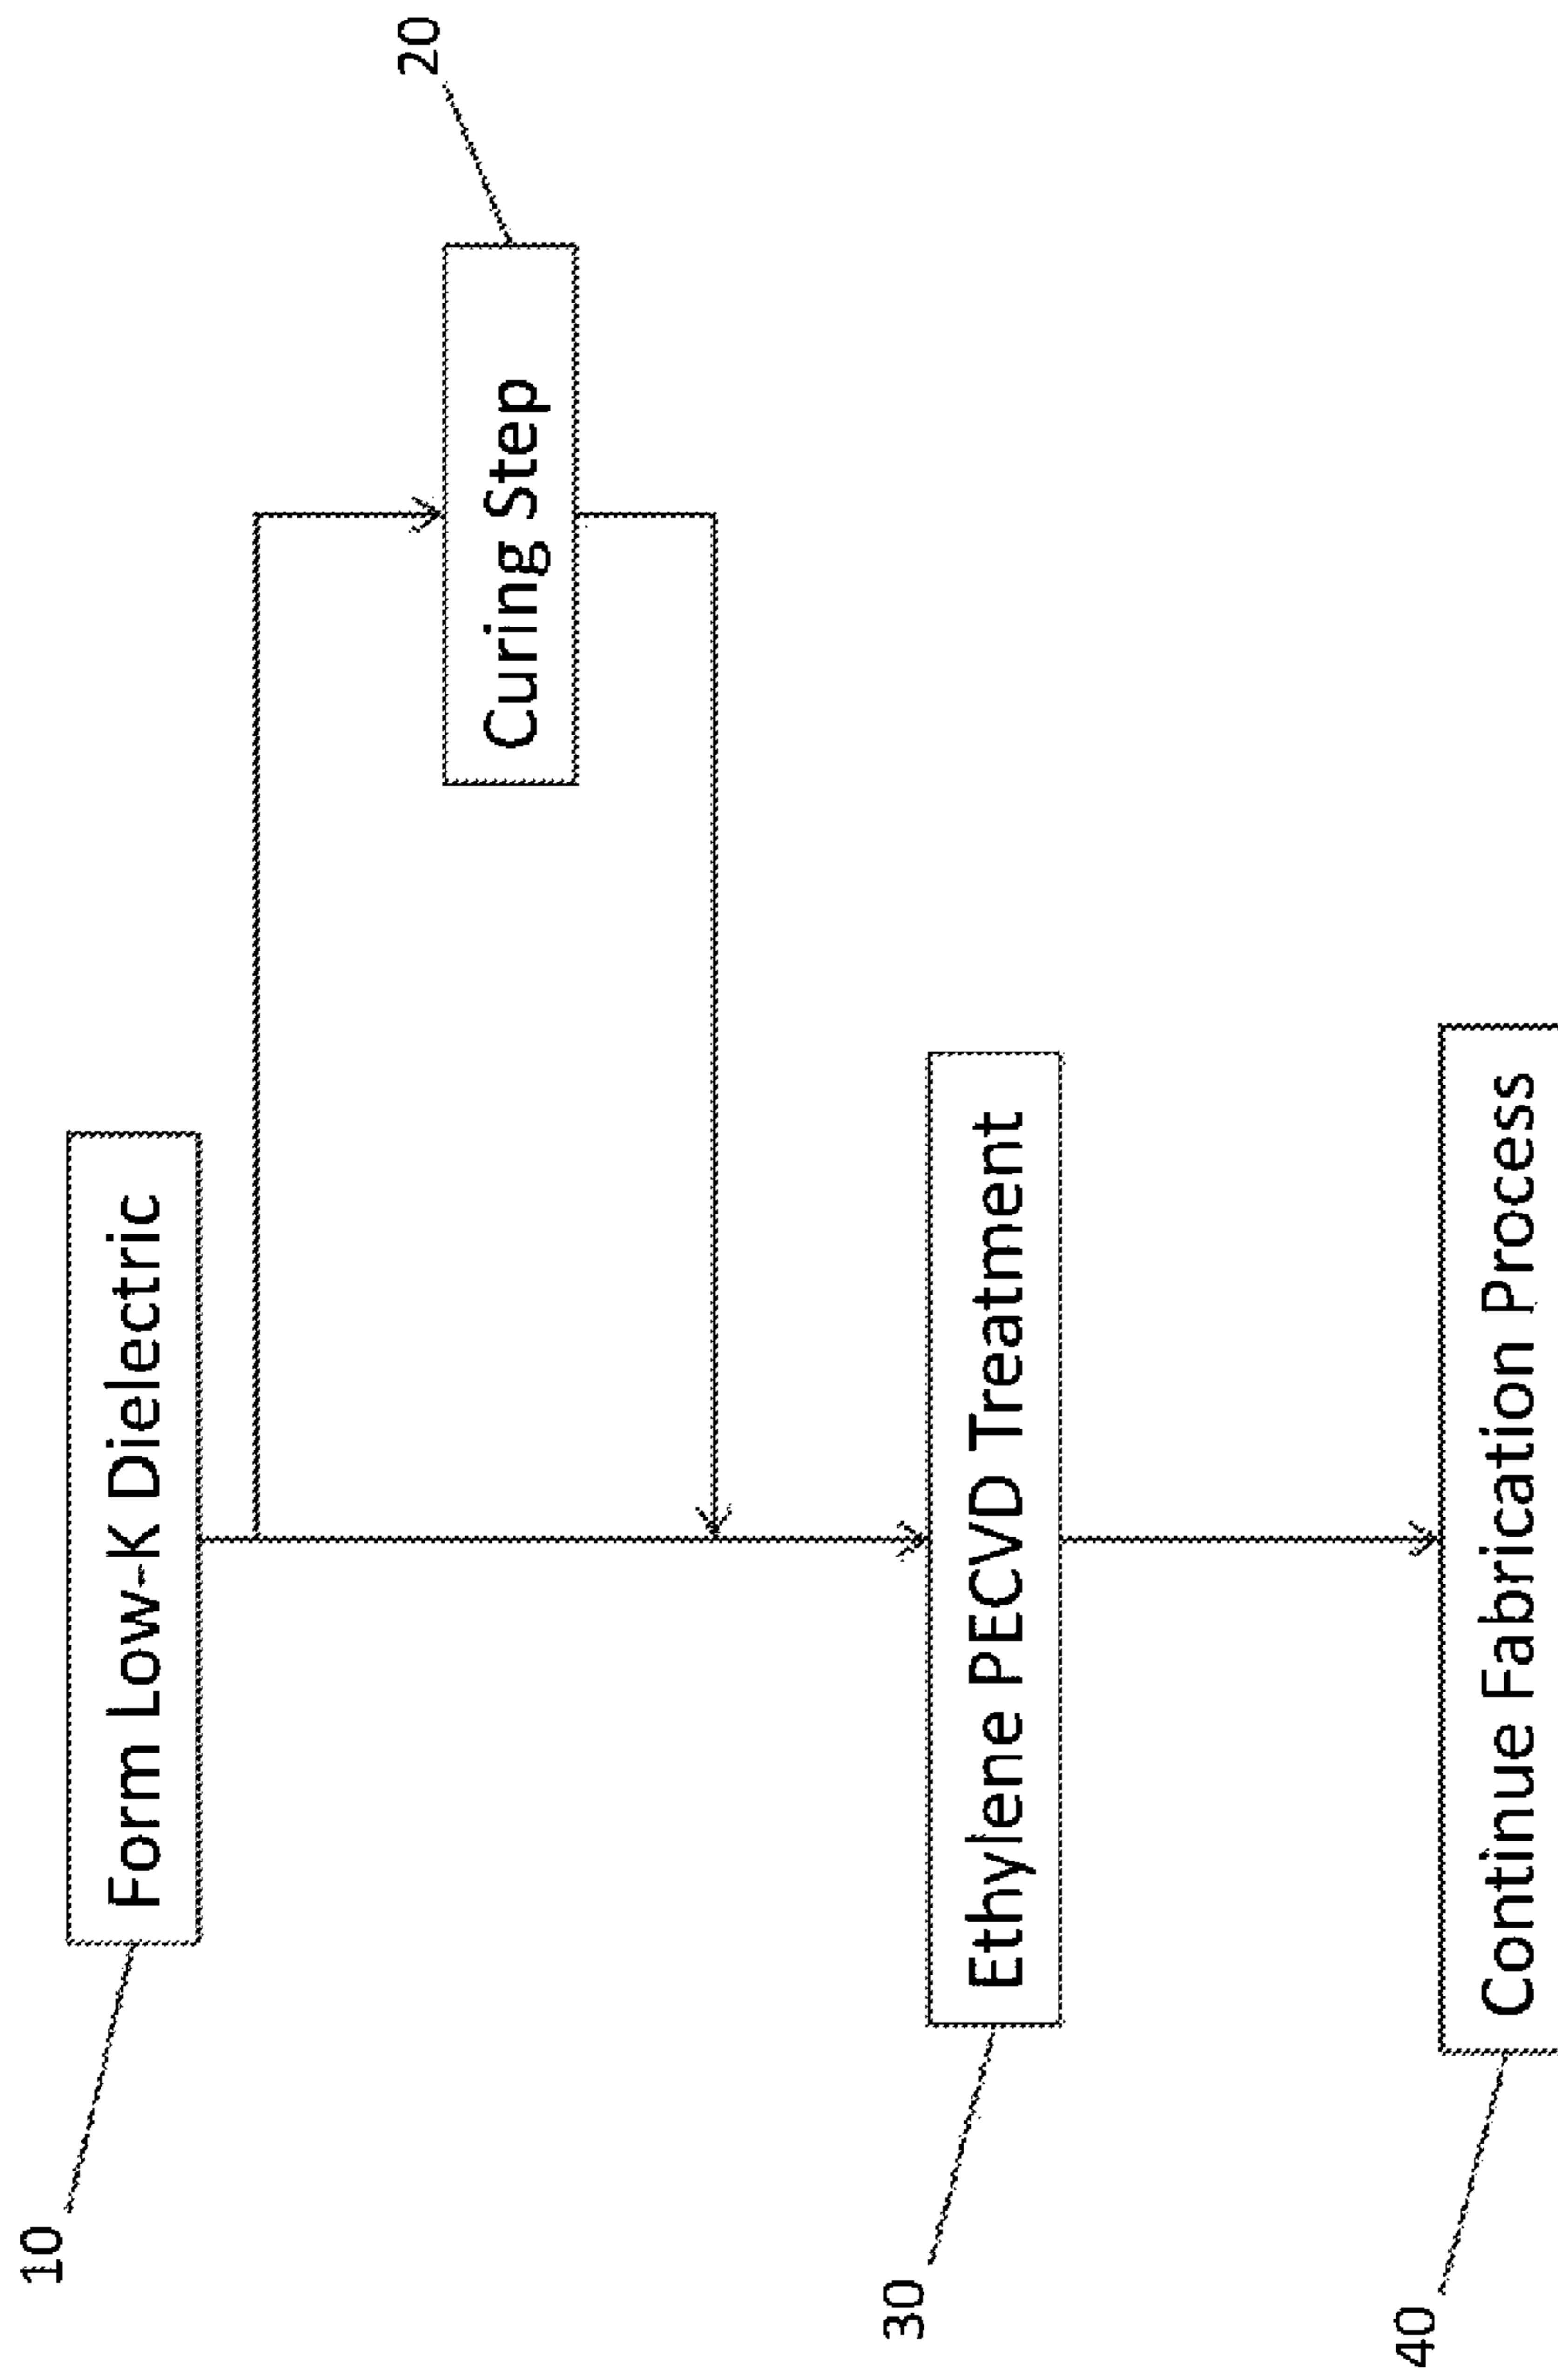 10
Form Low-K Dielectric
20
Curing Step
30
Ethylene PECVD Treatment
40
Continue Fabrication Process